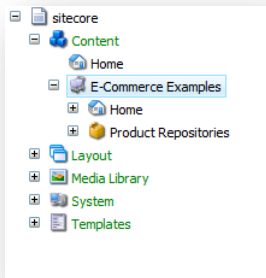 sitecore
Content
Home
E-Commerce Examples
Home
Product Repositories
Layout
Media Library
System
Templates